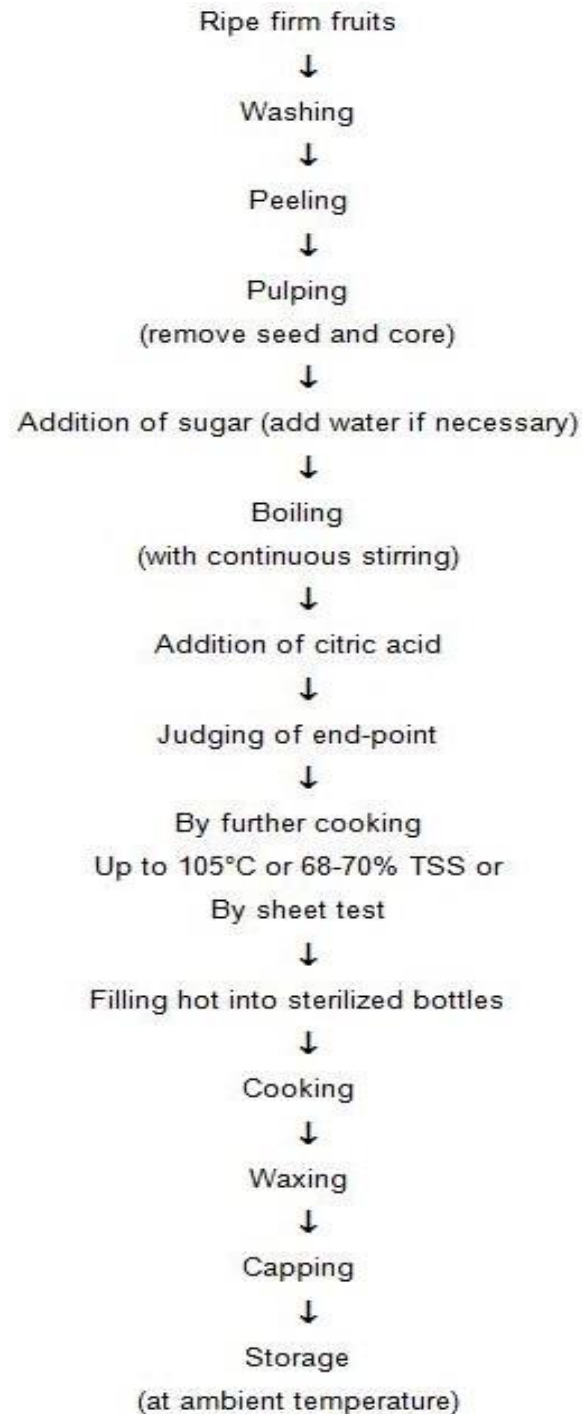 Ripe firm fruits
↓
Washing
↓
Peeling
↓
Pulping
(remove seed and core)
↓
Addition of sugar (add water if necessary)
↓
Boiling
(with continuous stirring)
↓
Addition of citric acid
↓
Judging of end-point
↓
By further cooking
Up to 105°C or 68-70% TSS or
By sheet test
↓
Filling hot into sterilized bottles
↓
Cooking
↓
Waxing
↓
Capping
↓
Storage
(at ambient temperature)